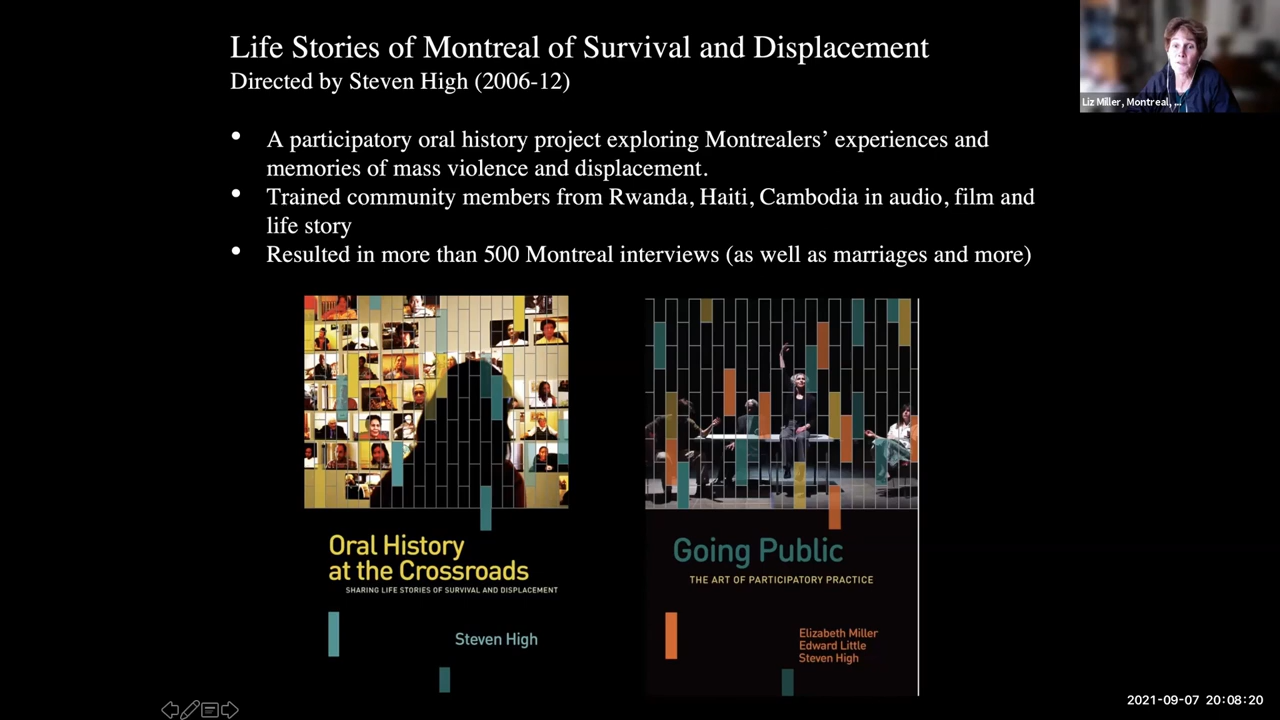 Life Stories of Montreal of Survival and Displacement
Directed by Steven High (2006-12)
Liz Miller, Montreal, ...
• A participatory oral history project exploring Montrealers’ experiences and
memories of mass violence and displacement.
• Trained community members from Rwanda, Haiti, Cambodia in audio, film and
life story
• Resulted in more than 500 Montreal interviews (as well as marriages and more)
Oral History
at the Crossroads
SHARING LIFE STORIES OF SURVIVAL AND DISPLACEMENT
Steven High
Going Public
THE ART OF PARTICIPATORY PRACTICE
Elizabeth Miller
Edward Little
Steven High
2021-09-07 20:08:20